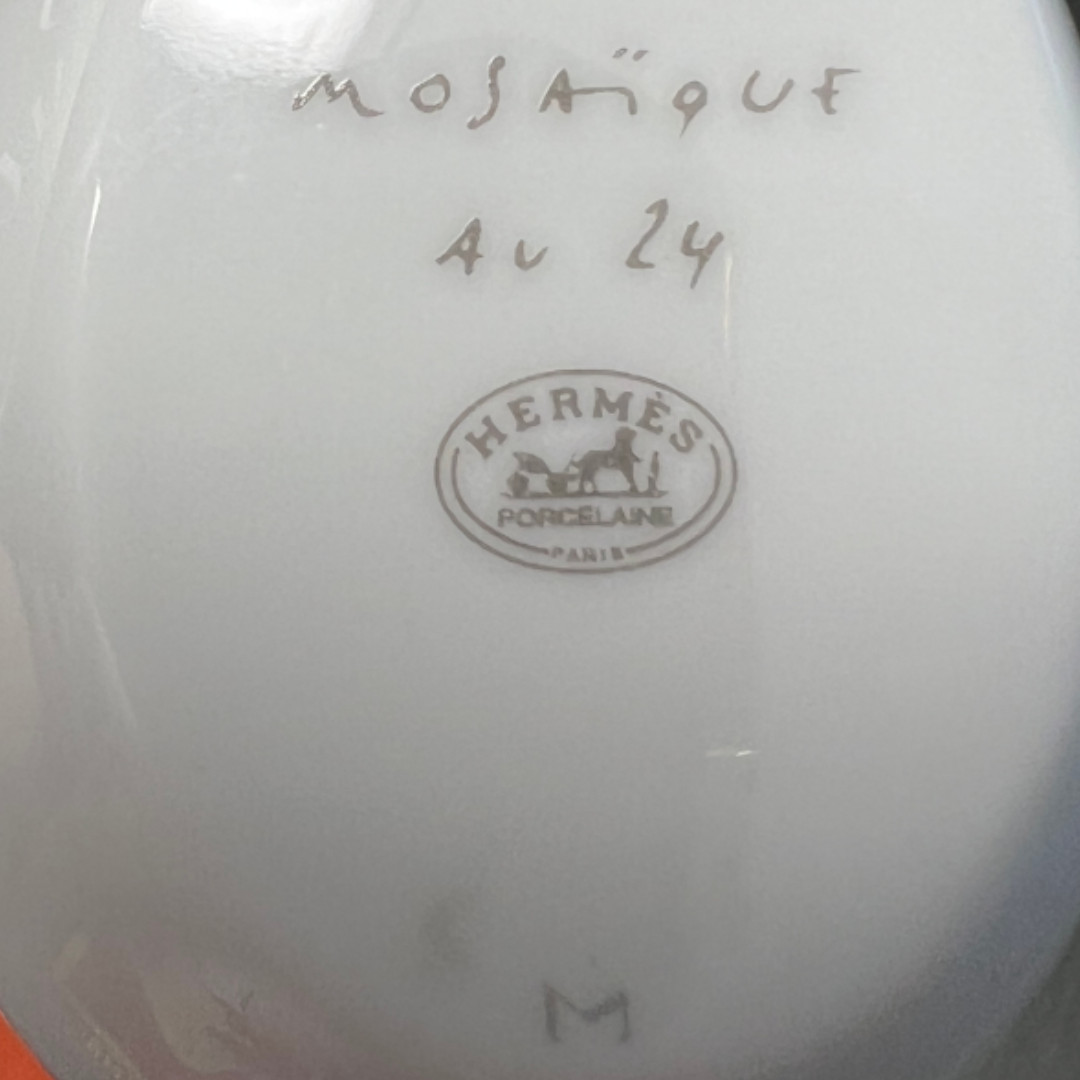 MOSAÏQUE
AU 24
HERMÈS
PORCELAINE
PARIS
M